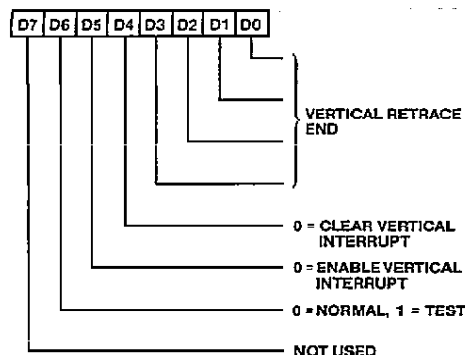 D7 D6 D5 D4 D3 D2 D1 D0
VERTICAL RETRACE
END
0 = CLEAR VERTICAL
INTERRUPT
0 = ENABLE VERTICAL
INTERRUPT
0 = NORMAL, 1 = TEST
NOT USED